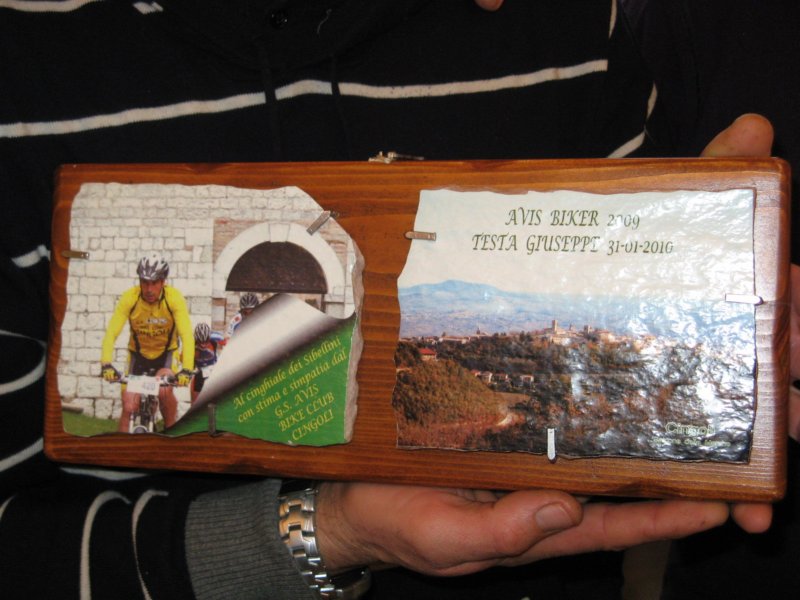 Al cinghiale dei Sibillini
con stima e simpatia dal
G.S. AVIS
BIKE CLUB
CINGOLI
AVIS BIKER 2009
TESTA GIUSEPPE 31-01-2010
Cingoli